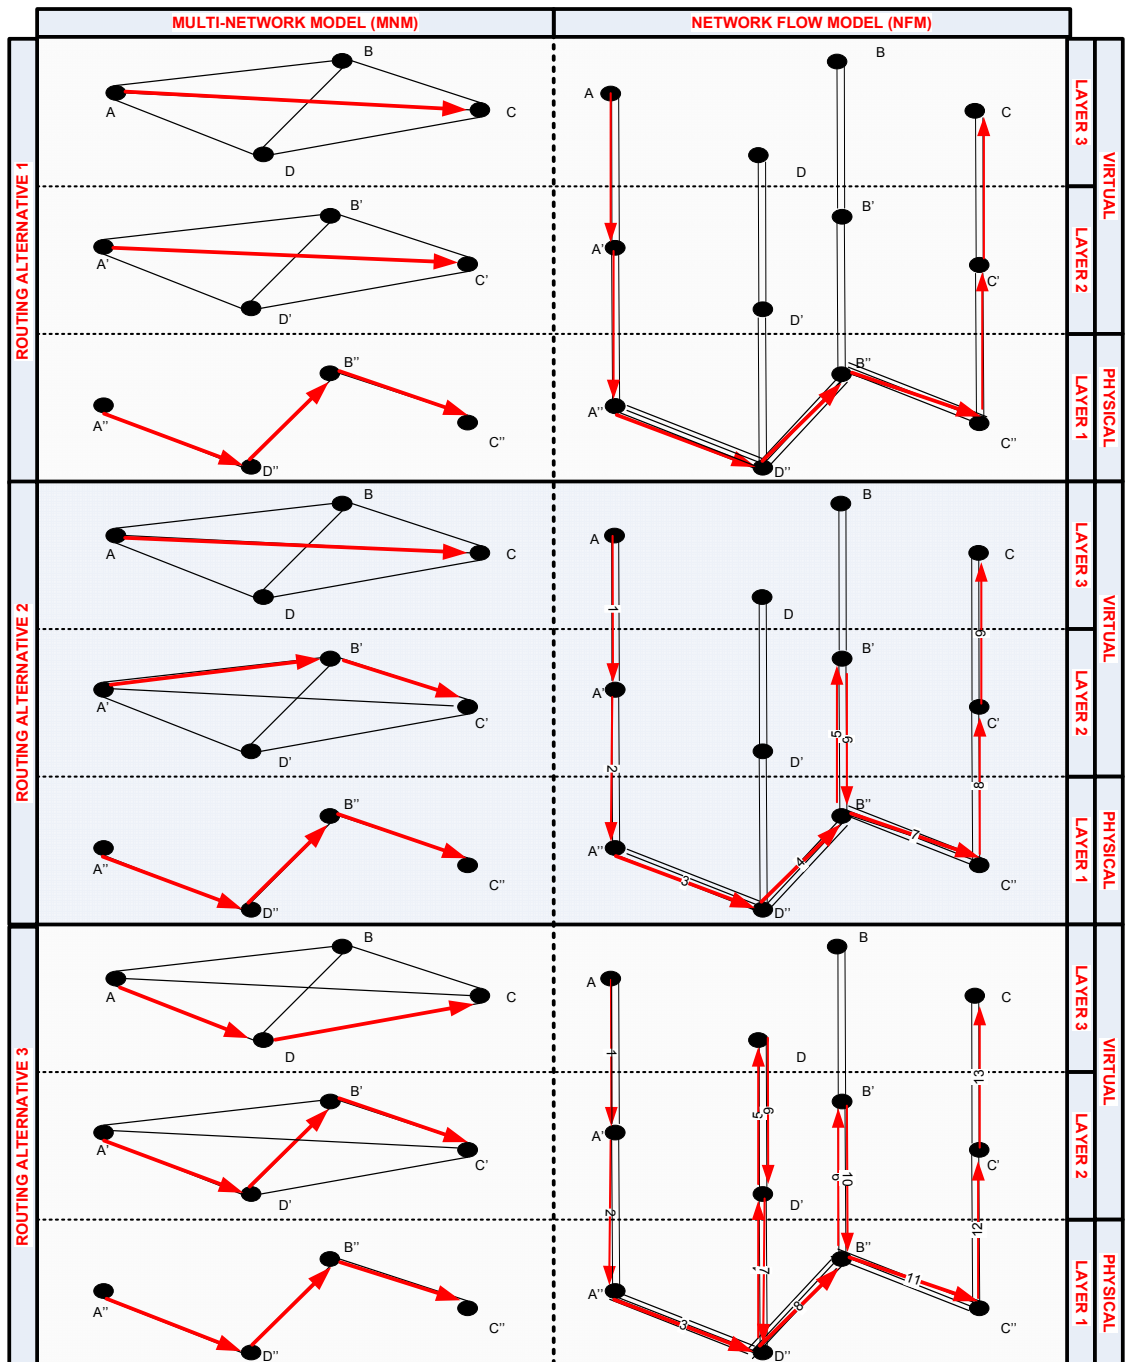 MULTI-NETWORK MODEL (MNM)
NETWORK FLOW MODEL (NFM)
ROUTING ALTERNATIVE 1
A
B
C
D
A
B
C
D
LAYER 3
VIRTUAL
A'
B'
C'
D'
A'
B'
C'
D'
LAYER 2
A''
B''
C''
D''
A''
B''
C''
D''
LAYER 1
PHYSICAL
ROUTING ALTERNATIVE 2
A
B
C
D
A
B
C
D
1
9
LAYER 3
VIRTUAL
A'
B'
C'
D'
A'
B'
C'
D'
2
5
6
8
LAYER 2
A''
B''
C''
D''
A''
B''
C''
D''
3
4
7
LAYER 1
PHYSICAL
ROUTING ALTERNATIVE 3
A
B
C
D
A
B
C
D
1
5
6
13
LAYER 3
VIRTUAL
A'
B'
C'
D'
A'
B'
C'
D'
2
9
10
12
LAYER 2
A''
B''
C''
D''
A''
B''
C''
D''
3
7
8
11
LAYER 1
PHYSICAL